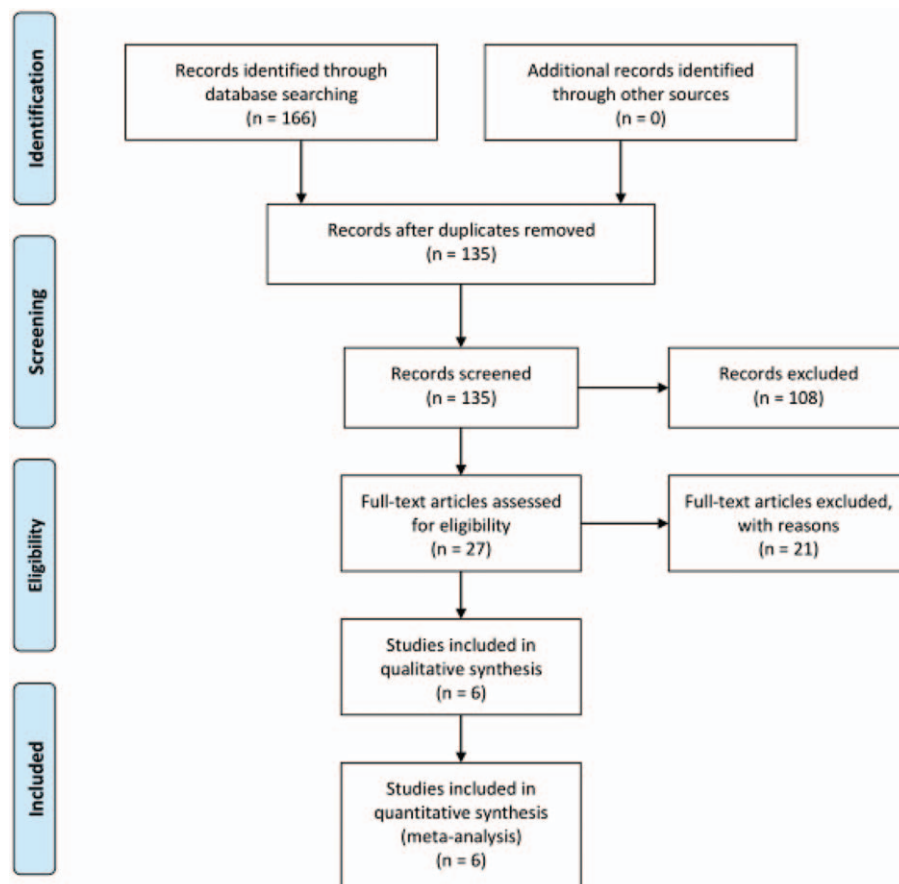 Identification
Records identified through
database searching
(n = 166)
Additional records identified
through other sources
(n = 0)
Records after duplicates removed
(n = 135)
Screening
Records screened
(n = 135)
Records excluded
(n = 108)
Eligibility
Full-text articles assessed
for eligibility
(n = 27)
Full-text articles excluded,
with reasons
(n = 21)
Studies included in
qualitative synthesis
(n = 6)
Included
Studies included in
quantitative synthesis
(meta-analysis)
(n = 6)